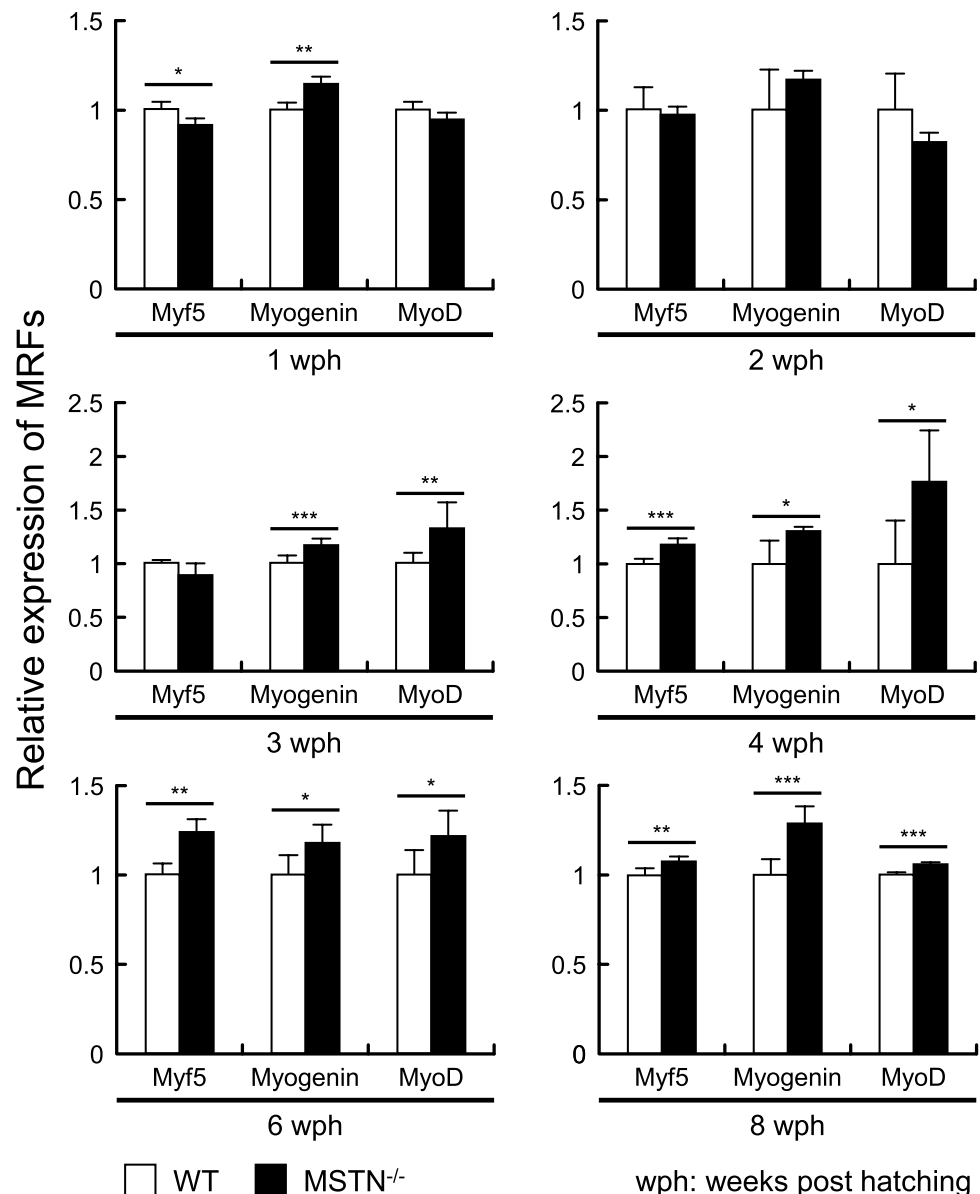 Relative expression of MRFs
1.5
1
0.5
0
*
**
Myf5 Myogenin MyoD
1 wph
1.5
1
0.5
0
Myf5 Myogenin MyoD
2 wph
2.5
2
1.5
1
0.5
0
***
**
Myf5 Myogenin MyoD
3 wph
2.5
2
1.5
1
0.5
0
***
*
*
Myf5 Myogenin MyoD
4 wph
1.5
1
0.5
0
**
*
*
Myf5 Myogenin MyoD
6 wph
1.5
1
0.5
0
**
***
***
Myf5 Myogenin MyoD
8 wph
WT MSTN-/- wph: weeks post hatching